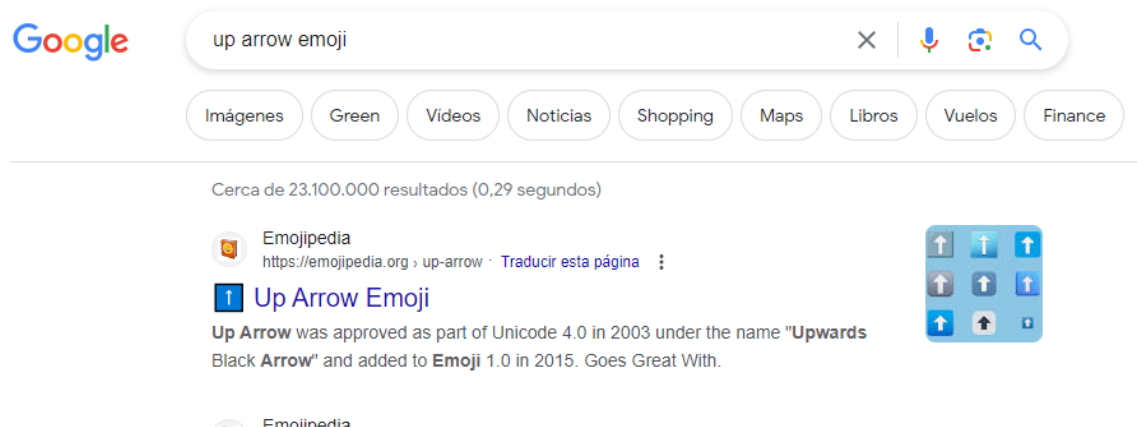 Google
up arrow emoji
Imágenes Green Vídeos Noticias Shopping Maps Libros Vuelos Finance
Cerca de 23.100.000 resultados (0,29 segundos)
Emojipedia
https://emojipedia.org › up-arrow · Traducir esta página
⬆️ Up Arrow Emoji
Up Arrow was approved as part of Unicode 4.0 in 2003 under the name "Upwards
Black Arrow" and added to Emoji 1.0 in 2015. Goes Great With.
Emojipedia